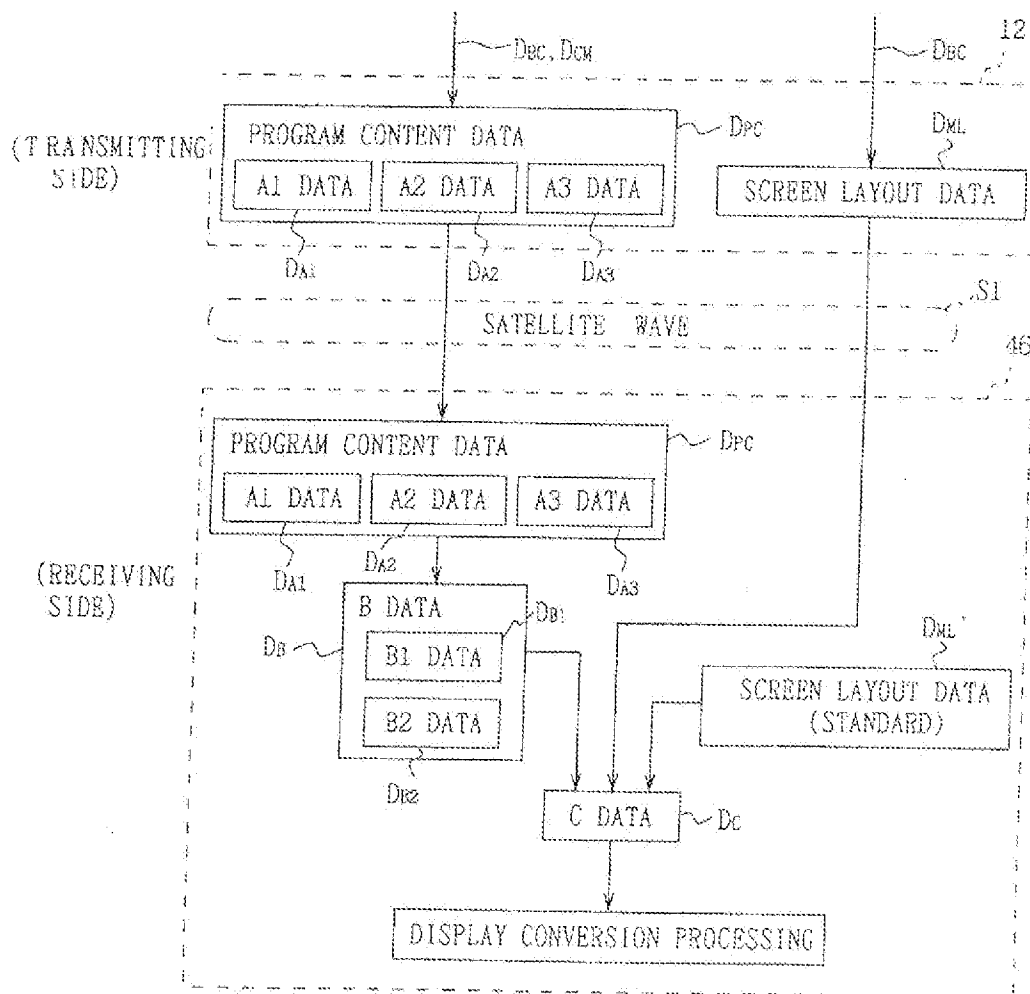 12
DBC, DCM
DBC
PROGRAM CONTENT DATA
DPC
DML
(TRANSMITTING
SIDE)
A1 DATA
A2 DATA
A3 DATA
SCREEN LAYOUT DATA
DA1
DA2
DA3
S1
SATELLITE WAVE
46
PROGRAM CONTENT DATA
DPC
A1 DATA
A2 DATA
A3 DATA
DA1
DA2
DA3
(RECEIVING
SIDE)
B DATA
DB1
DB
B1 DATA
DML'
SCREEN LAYOUT DATA
(STANDARD)
B2 DATA
DB2
C DATA
DC
DISPLAY CONVERSION PROCESSING